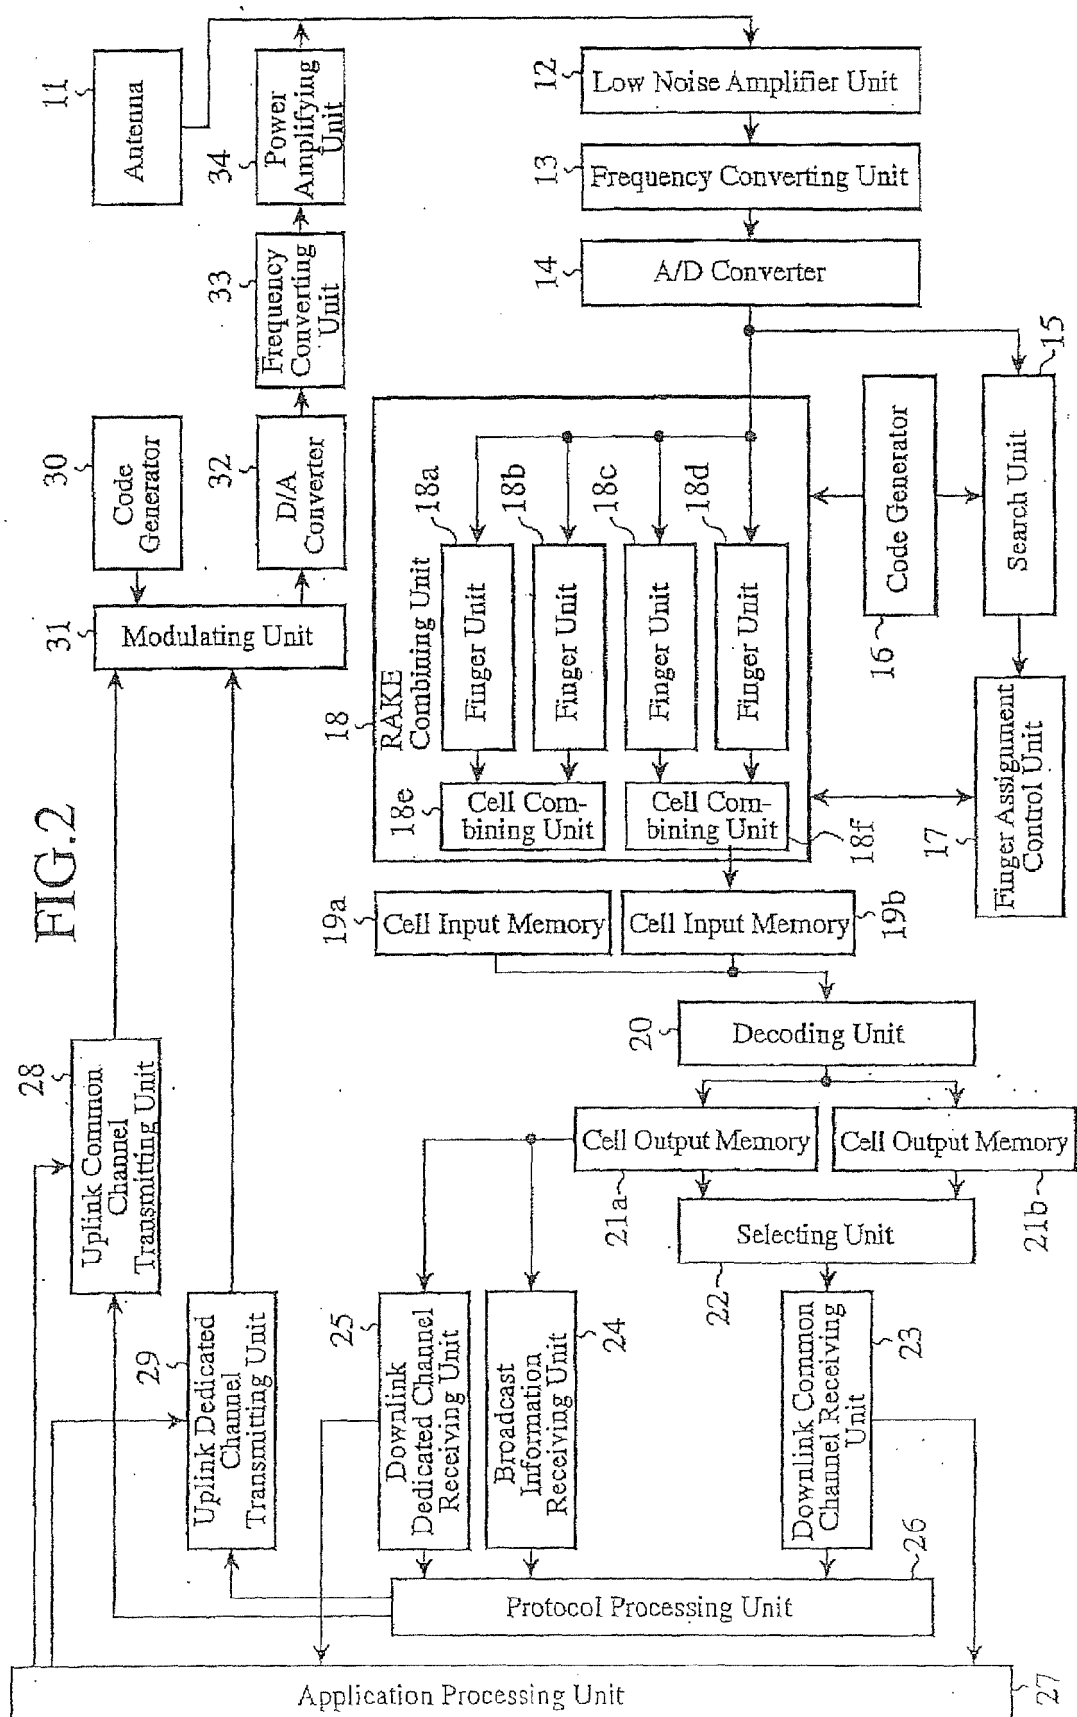 FIG.2
11
Antenna
34
Power
Amplifying
Unit
33
Frequency
Converting
Unit
32
D/A
Converter
30
Code
Generator
31
Modulating Unit
12
Low Noise Amplifier Unit
13
Frequency Converting Unit
14
A/D Converter
15
Search Unit
16
Code Generator
17
Finger Assignment
Control Unit
18
RAKE
Combining Unit
18a
Finger Unit
18b
Finger Unit
18c
Finger Unit
18d
Finger Unit
18e
Cell Com-
bining Unit
18f
Cell Com-
bining Unit
19a
Cell Input Memory
19b
Cell Input Memory
20
Decoding Unit
21a
Cell Output Memory
21b
Cell Output Memory
22
Selecting Unit
28
Uplink Common
Channel
Transmitting Unit
29
Uplink Dedicated
Channel
Transmitting Unit
25
Downlink
Dedicated Channel
Receiving Unit
24
Broadcast
Information
Receiving Unit
23
Downlink Common
Channel Receiving
Unit
26
Protocol Processing Unit
27
Application Processing Unit